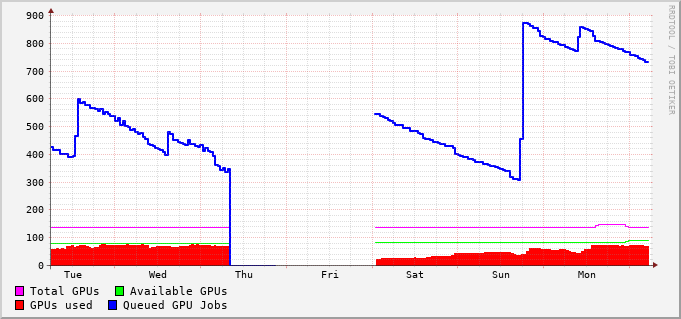 900
800
700
600
500
400
300
200
100
0
Tue Wed Thu Fri Sat Sun Mon
Total GPUs Available GPUs
GPUs used Queued GPU Jobs
RRDTOOL / TOBI OETIKER